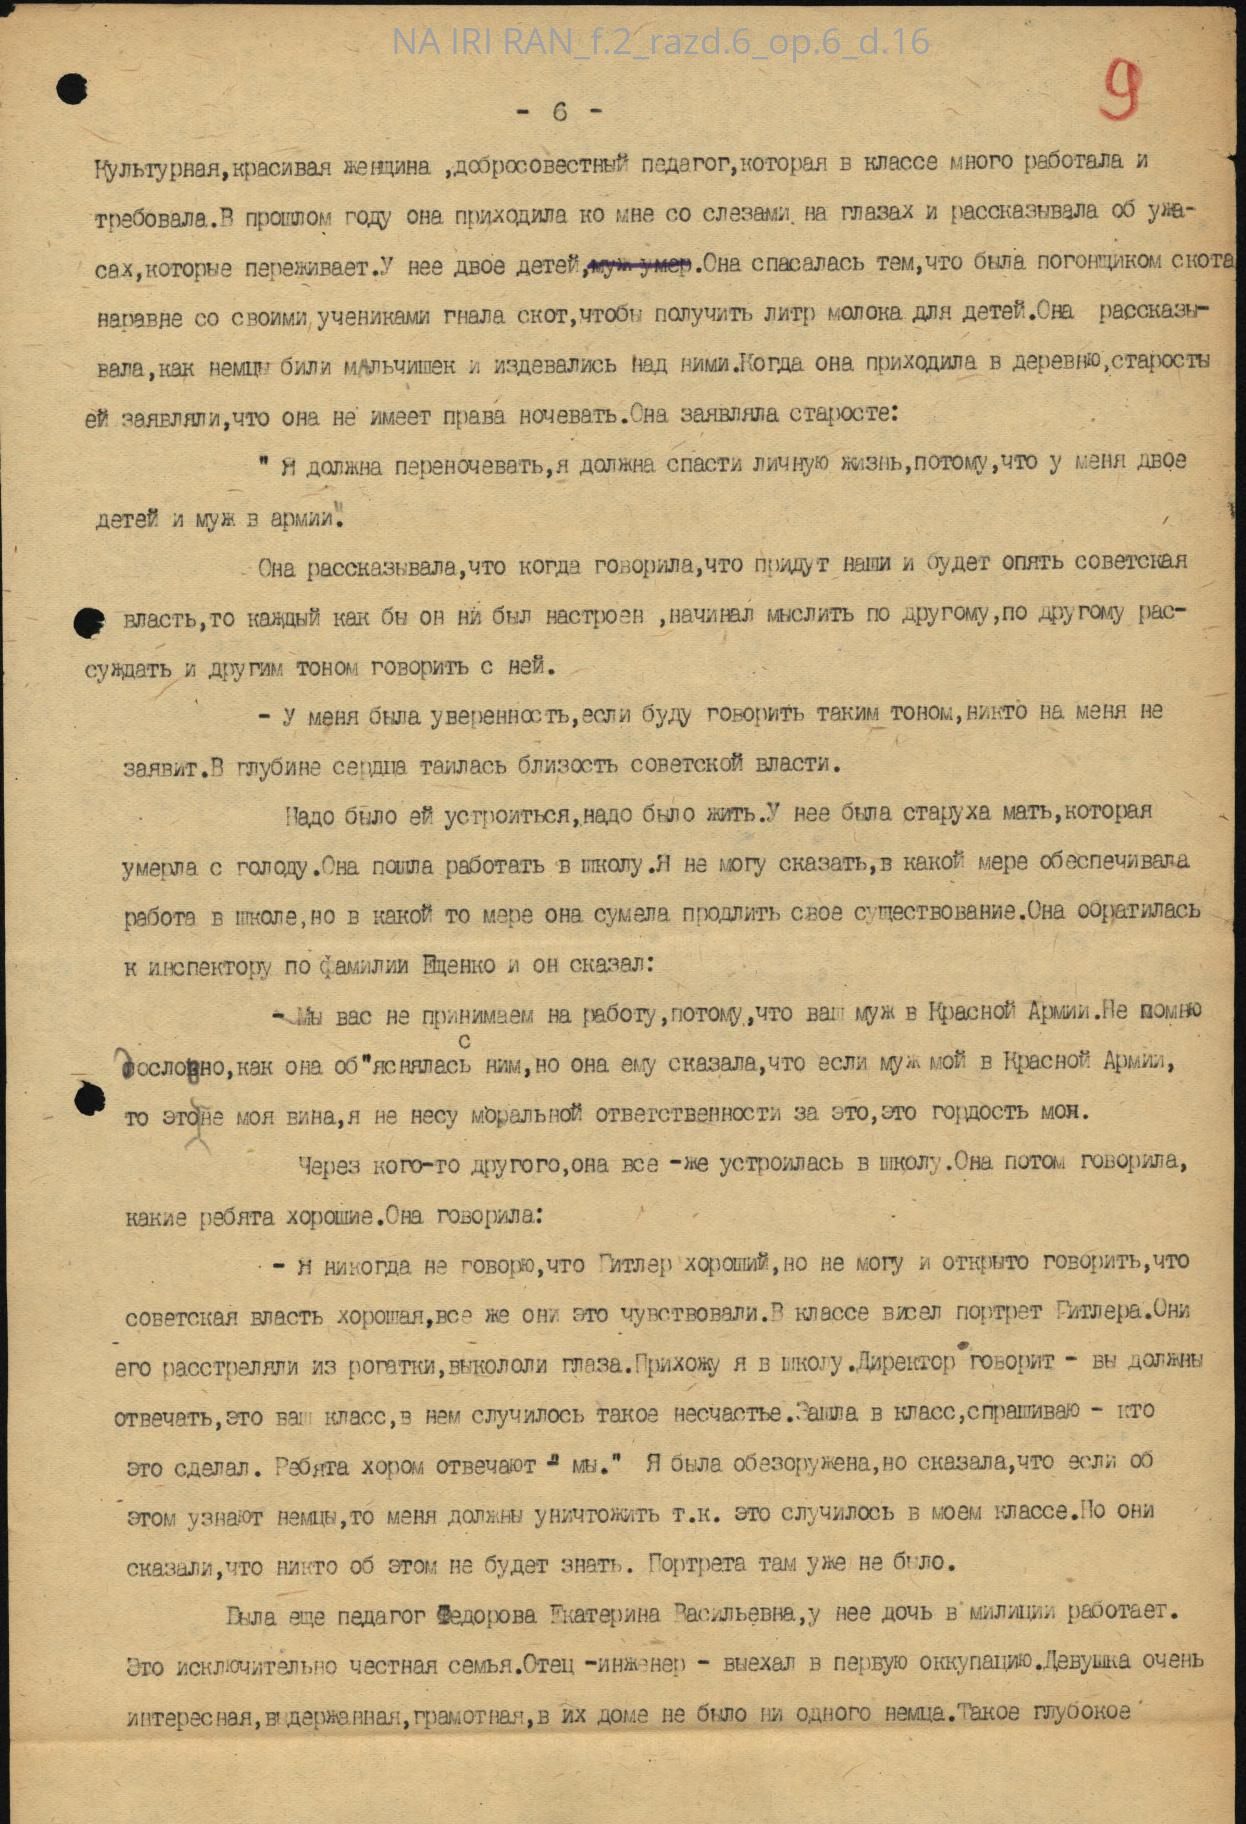 NA IRI RAN_f.2_razd.6_op.6_d.16
9
- 6 -
Культурная,красивая женщина ,добросовестный педагог,которая в классе много работала и
требовала.В прошлом году она приходила ко мне со слезами на глазах и рассказывала об ужа-
сах,которые переживает.У нее двое детей,муж умер.Она спасалась тем,что была погонщиком скота
наравне со своими учениками гнала скот,чтобы получить литр молока для детей.Она рассказы-
вала,как немцы били мальчишек и издевались над ними.Когда она приходила в деревню,старосты
ей заявляли,что она не имеет права ночевать.Она заявляла старосте:
" Я должна переночевать,я должна спасти личную жизнь,потому,что у меня двое
детей и муж в армии".
Она рассказывала,что когда говорила,что придут наши и будет опять советская
власть,то каждый как бы он ни был настроен ,начинал мыслить по другому,по другому рас-
суждать и другим тоном говорить с ней.
- У меня была уверенность,если буду говорить таким тоном,никто на меня не
заявит.В глубине сердца таилась близость советской власти.
Надо было ей устроиться,надо было жить.У нее была старуха мать,которая
умерла с голоду.Она пошла работать в школу.Я не могу сказать,в какой мере обеспечивала
работа в школе,но в какой то мере она сумела продлить свое существование.Она обратилась
к инспектору по фамилии Ещенко и он сказал:
- Мы вас не принимаем на работу,потому,что ваш муж в Красной Армии.Не помню
дословно,как она об"яснялась с ним,но она ему сказала,что если муж мой в Красной Армии,
то это не моя вина,я не несу моральной ответственности за это,это гордость моя.
Через кого-то другого,она все -же устроилась в школу.Она потом говорила,
какие ребята хорошие.Она говорила:
- Я никогда не говорю,что Гитлер хороший,но не могу и открыто говорить,что
советская власть хорошая,все же они это чувствовали.В классе висел портрет Гитлера.Они
его расстреляли из рогатки,выкололи глаза.Прихожу я в школу.Директор говорит - вы должны
отвечать,это ваш класс,в нем случилось такое несчастье.Зашла в класс,спрашиваю - кто
это сделал. Ребята хором отвечают " мы." Я была обезоружена,но сказала,что если об
этом узнают немцы,то меня должны уничтожить т.к. это случилось в моем классе.Но они
сказали,что никто об этом не будет знать. Портрета там уже не было.
Была еще педагог Федорова Екатерина Васильевна,у нее дочь в милиции работает.
Это исключительно честная семья.Отец -инженер - выехал в первую оккупацию.Девушка очень
интересная,выдержанная,грамотная,в их доме не было ни одного немца.Такое глубокое